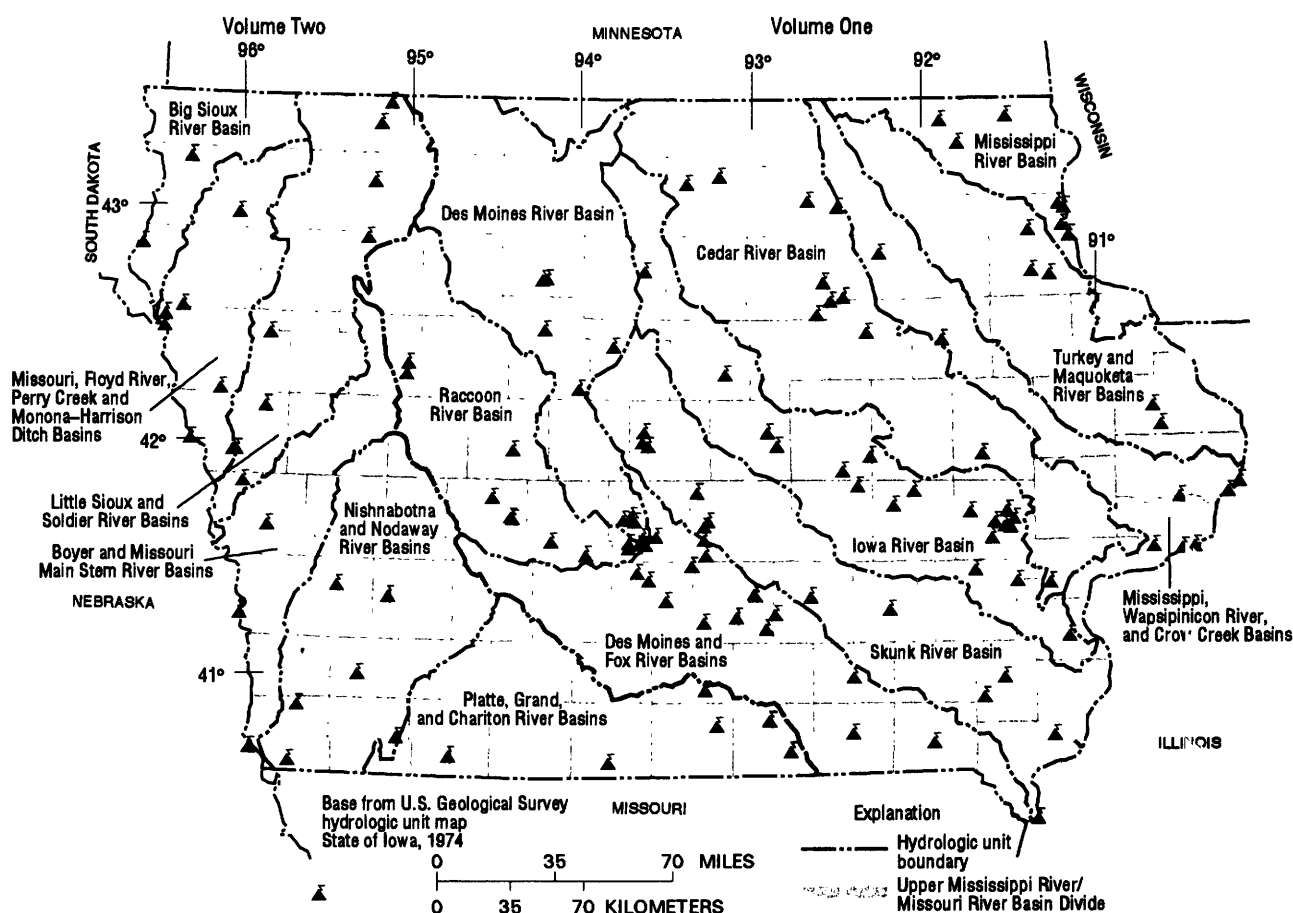 Volume Two
MINNESOTA
Volume One
96°
95°
94°
93°
92°
Big Sioux
River Basin
WISCONSIN
Mississippi
River Basin
SOUTH DAKOTA
43°
Des Moines River Basin
Cedar River Basin
91°
Missouri, Floyd River,
Perry Creek and
Monona–Harrison
Ditch Basins
Raccoon
River Basin
Turkey and
Maquoketa
River Basins
42°
Little Sioux and
Soldier River Basins
Nishnabotna
and Nodaway
River Basins
Boyer and Missouri
Main Stem River Basins
Iowa River Basin
NEBRASKA
Mississippi,
Wapsipinicon River,
and Crow Creek Basins
Des Moines and
Fox River Basins
Skunk River Basin
41°
Platte, Grand,
and Chariton River Basins
ILLINOIS
Base from U.S. Geological Survey
hydrologic unit map
State of Iowa, 1974
MISSOURI
Explanation
Hydrologic unit
boundary
Upper Mississippi River/
Missouri River Basin Divide
0 35 70 MILES
0 35 70 KILOMETERS